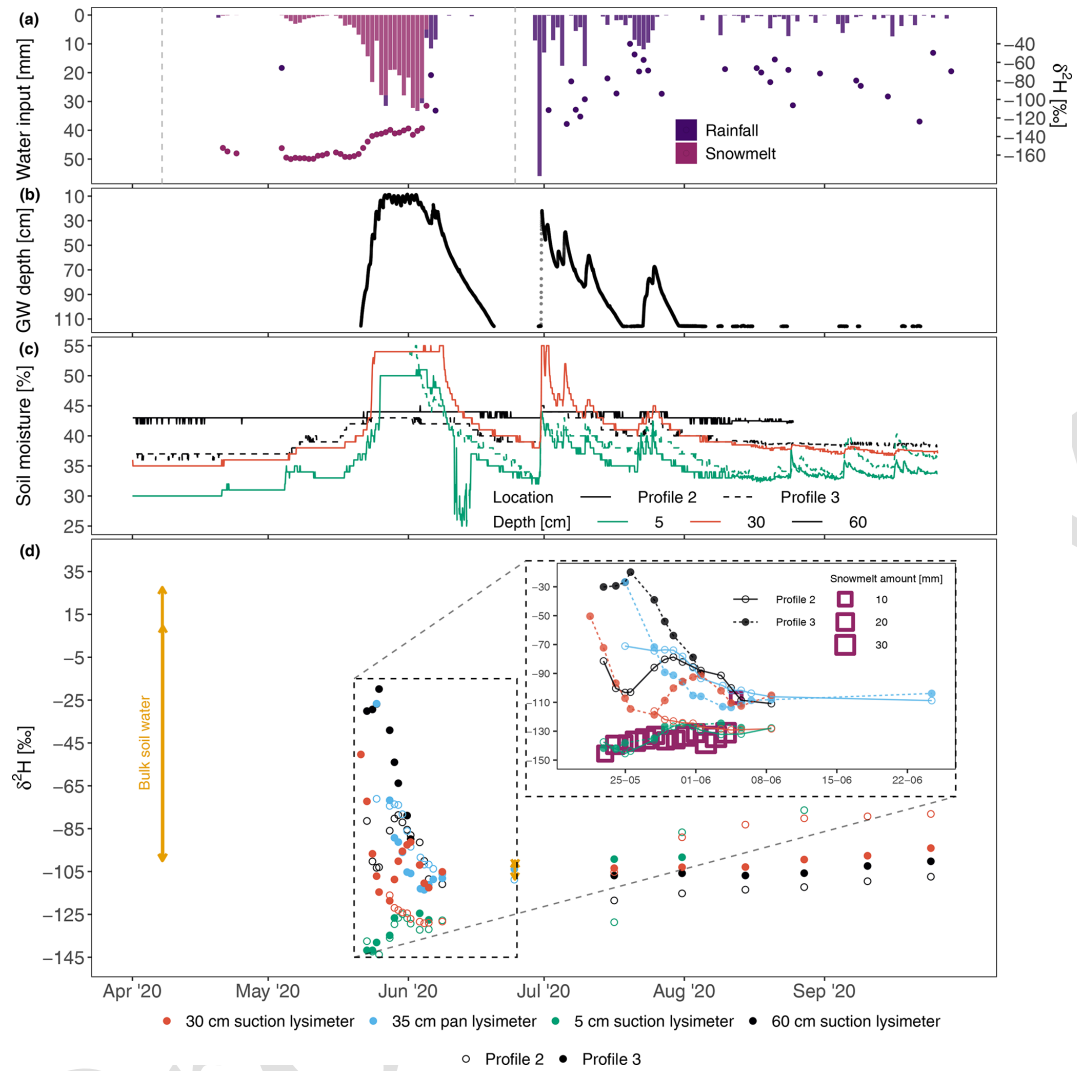 (a)
0
10
20
30
40
50
Water input [mm]
−40
−60
−80
−100
−120
−140
−160
δ²H [‰]
Rainfall
Snowmelt
(b)
10
30
50
70
90
110
GW depth [cm]
(c)
55
50
45
40
35
30
25
Soil moisture [%]
Location Profile 2 Profile 3
Depth [cm] 5 30 60
(d)
35
15
−5
−25
−45
−65
−85
−105
−125
−145
δ²H [‰]
Bulk soil water
−30
−50
−70
−90
−110
−130
−150
Snowmelt amount [mm]
Profile 2 10
Profile 3 20
30
25−05 01−06 08−06 15−06 22−06
Apr '20 May '20 Jun '20 Jul '20 Aug '20 Sep '20
30 cm suction lysimeter 35 cm pan lysimeter 5 cm suction lysimeter 60 cm suction lysimeter
Profile 2 Profile 3